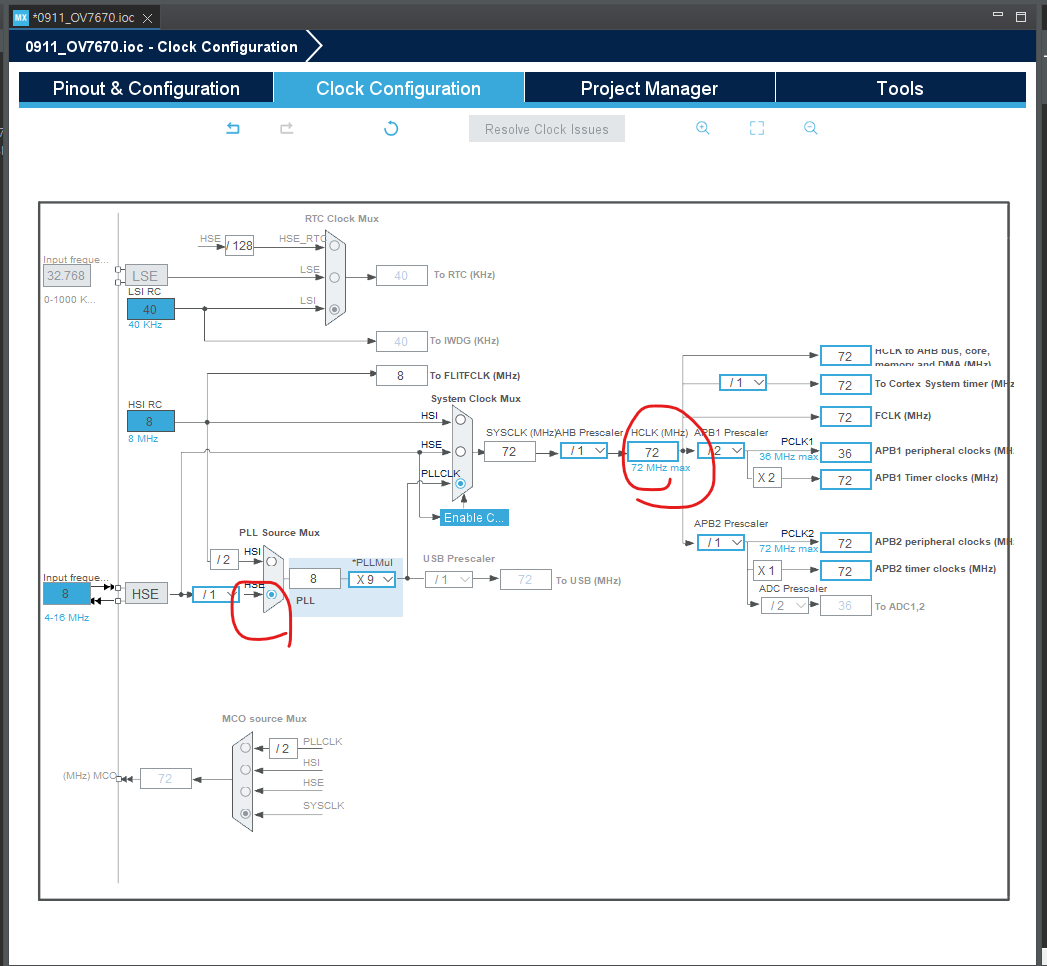 MX *0911_OV7670.ioc
0911_OV7670.ioc - Clock Configuration
Pinout & Configuration
Clock Configuration
Project Manager
Tools
Resolve Clock Issues
RTC Clock Mux
HSE
/ 128
HSE_RTC
Input freque...
32.768
0-1000 K...
LSE
LSE
40
To RTC (KHz)
LSI RC
40
40 KHz
LSI
40
To IWDG (KHz)
8
To FLITFCLK (MHz)
System Clock Mux
HSI RC
8
8 MHz
HSI
HSE
PLLCLK
SYSCLK (MHz)
72
AHB Prescaler
/ 1
HCLK (MHz)
72
72 MHz max
APB1 Prescaler
/ 2
72
HCLK to AHB bus, core,
memory and DMA (MHz)
/ 1
72
To Cortex System timer (MHz
72
FCLK (MHz)
PCLK1
36 MHz max
36
APB1 peripheral clocks (MH
X 2
72
APB1 Timer clocks (MHz)
Enable C...
APB2 Prescaler
/ 1
PCLK2
72 MHz max
72
APB2 peripheral clocks (MH
X 1
72
APB2 timer clocks (MHz)
ADC Prescaler
/ 2
36
To ADC1,2
PLL Source Mux
/ 2
HSI
HSE
Input freque...
8
4-16 MHz
HSE
/ 1
8
PLL
*PLLMul
X 9
USB Prescaler
/ 1
72
To USB (MHz)
MCO source Mux
/ 2
PLLCLK
HSI
HSE
SYSCLK
(MHz) MCO
72